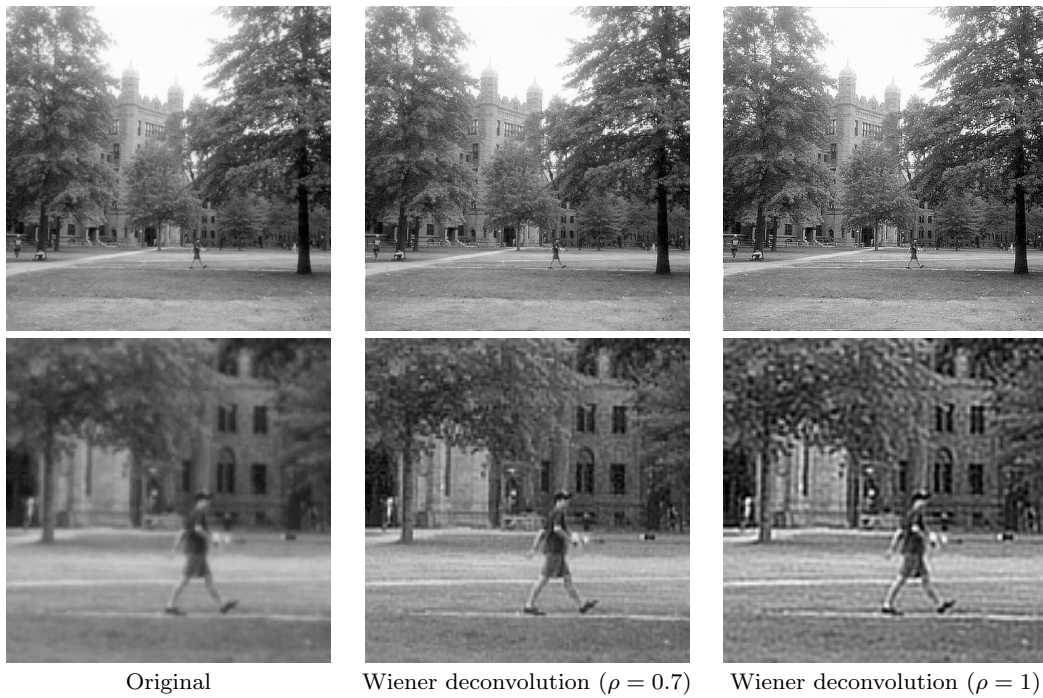 Original
Wiener deconvolution (ρ = 0.7)
Wiener deconvolution (ρ = 1)